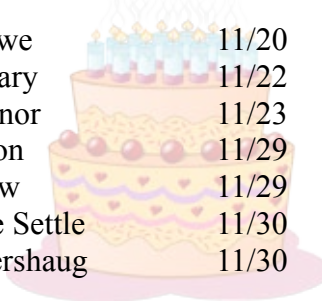 we 11/20
ary 11/22
nor 11/23
on 11/29
w 11/29
e Settle 11/30
ershaug 11/30